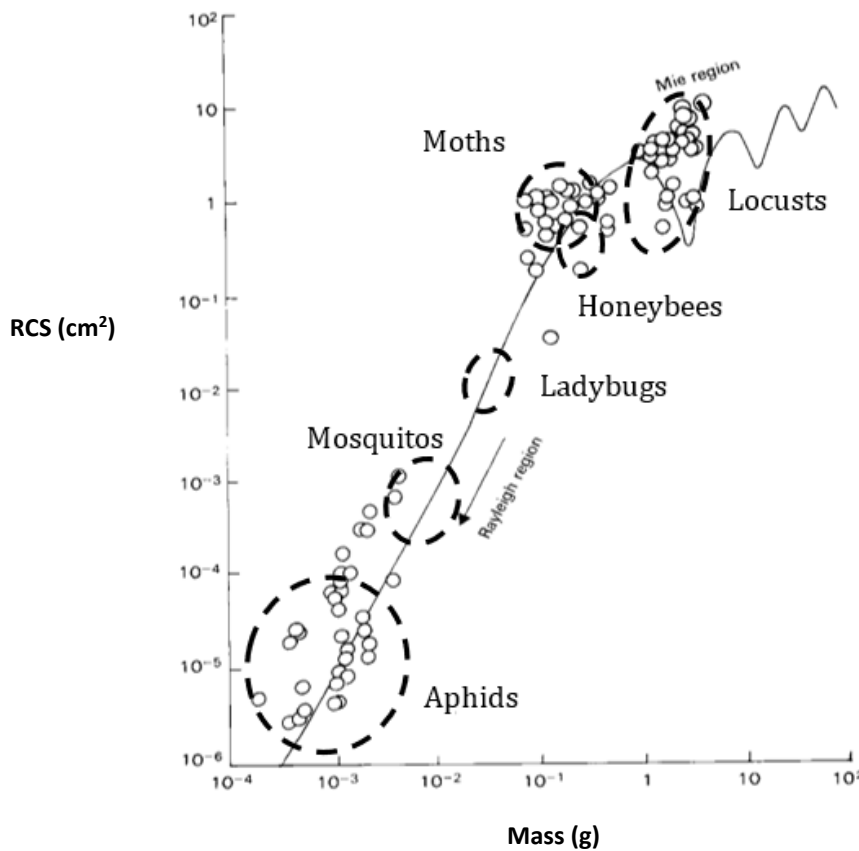 10²
Mie region
10
Moths
1
Locusts
10⁻¹
Honeybees
RCS (cm²)
10⁻²
Ladybugs
Mosquitos
10⁻³
Rayleigh region
10⁻⁴
10⁻⁵
Aphids
10⁻⁶
10⁻⁴
10⁻³
10⁻²
10⁻¹
1
10
10²
Mass (g)